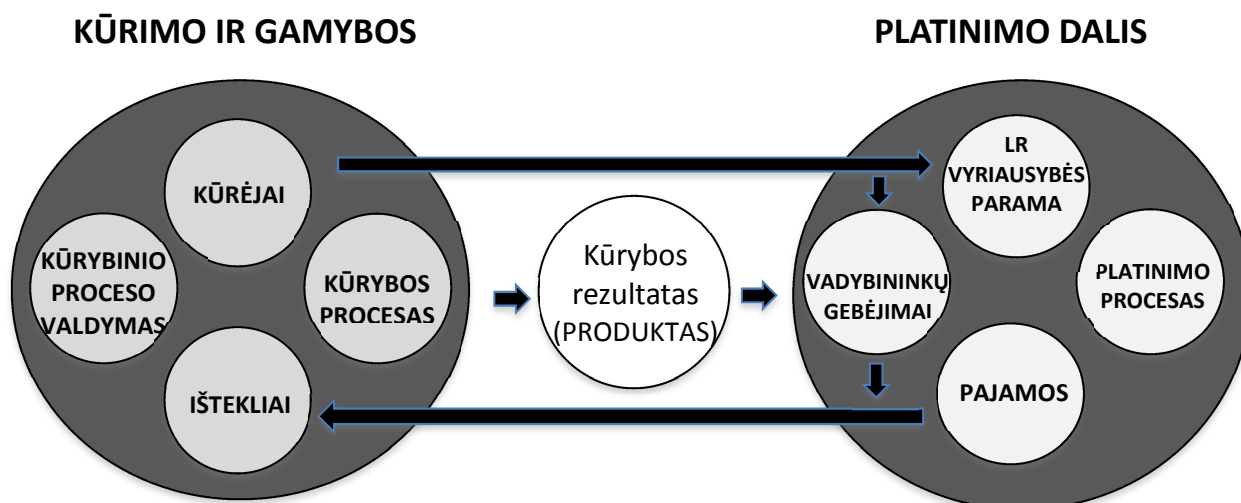 KŪRIMO IR GAMYBOS
PLATINIMO DALIS
KŪRĖJAI
KŪRYBINIO
PROCESO
VALDYMAS
KŪRYBOS
PROCESAS
IŠTEKLIAI
Kūrybos
rezultatas
(PRODUKTAS)
LR
VYRIAUSYBĖS
PARAMA
VADYBININKŲ
GEBĖJIMAI
PLATINIMO
PROCESAS
PAJAMOS